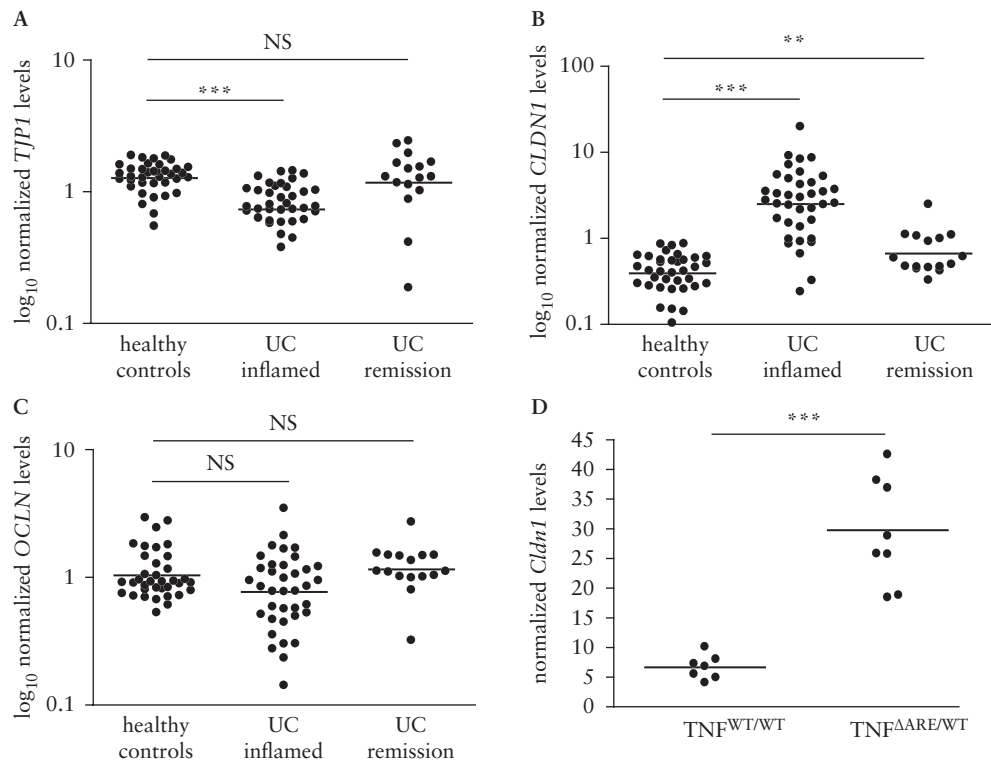 A
NS
10
***
1
0.1
log10 normalized TJP1 levels
healthy controls
UC inflamed
UC remission
B
**
100
***
10
1
0.1
log10 normalized CLDN1 levels
healthy controls
UC inflamed
UC remission
C
NS
10
NS
1
0.1
log10 normalized OCLN levels
healthy controls
UC inflamed
UC remission
D
***
45
40
35
30
25
20
15
10
5
0
normalized Cldn1 levels
TNFWT/WT
TNFΔARE/WT